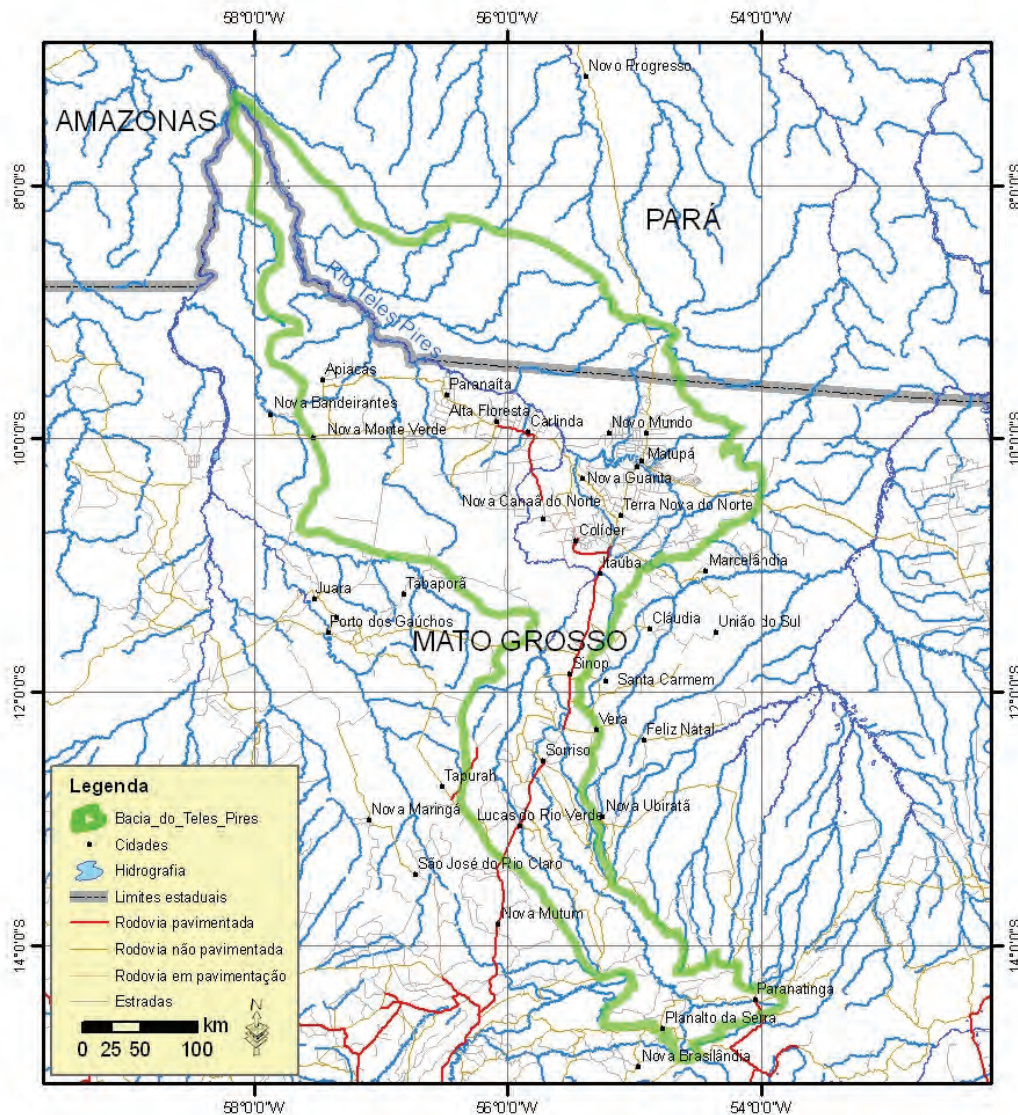 58°0'0"W 56°0'0"W 54°0'0"W
Novo Progresso
AMAZONAS
8°0'0"S 8°0'0"S
PARÁ
Rio Teles Pires
Apiacás
Paranaíta
Nova Bandeirantes
Alta Floresta
Carlinda
Novo Mundo
10°0'0"S 10°0'0"S
Nova Monte Verde
Matupá
Nova Guarita
Nova Canaã do Norte
Terra Nova do Norte
Colíder
Itaúba
Marcelândia
Juara
Tabaporã
Porto dos Gaúchos
Cláudia
União do Sul
MATO GROSSO
Sinop
Santa Carmem
12°0'0"S 12°0'0"S
Vera
Feliz Natal
Sorriso
Tapurah
Nova Maringá
Lucas do Rio Verde
Nova Ubiratã
São José do Rio Claro
Nova Mutum
14°0'0"S 14°0'0"S
Paranatinga
Planalto da Serra
Nova Brasilândia
Legenda
Bacia_do_Teles_Pires
Cidades
Hidrografia
Limites estaduais
Rodovia pavimentada
Rodovia não pavimentada
Rodovia em pavimentação
Estradas
N
km
0 25 50 100
58°0'0"W 56°0'0"W 54°0'0"W